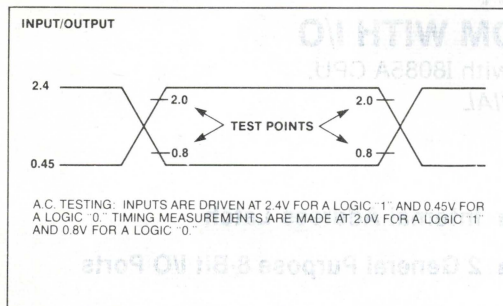 INPUT/OUTPUT
2.4
2.0
2.0
TEST POINTS
0.8
0.8
0.45
A.C. TESTING: INPUTS ARE DRIVEN AT 2.4V FOR A LOGIC "1" AND 0.45V FOR
A LOGIC "0." TIMING MEASUREMENTS ARE MADE AT 2.0V FOR A LOGIC "1"
AND 0.8V FOR A LOGIC "0."